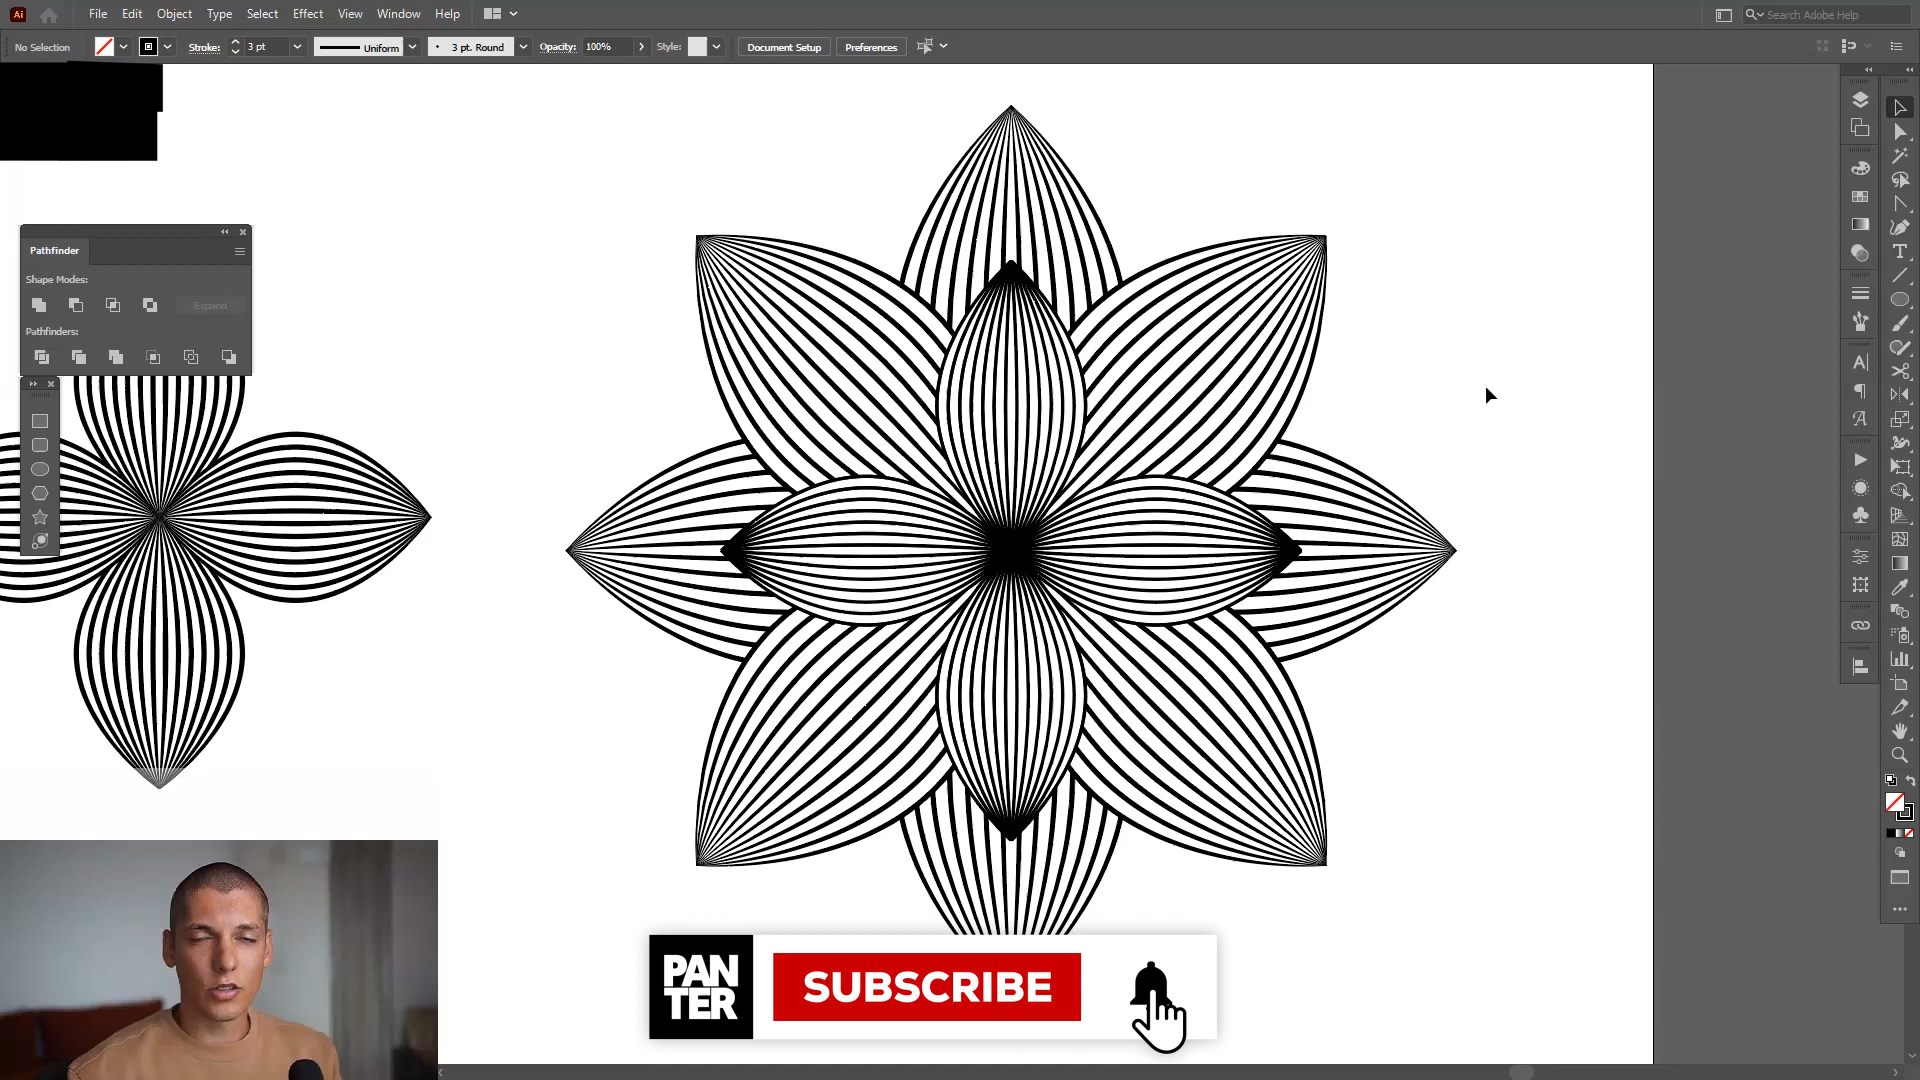 Ai File Edit Object Type Select Effect View Window Help Search Adobe Help
No Selection Stroke: 3 pt Uniform 3 pt. Round Opacity: 100% Style: Document Setup Preferences
Pathfinder
Shape Modes:
Expand
Pathfinders:
PAN
TER
SUBSCRIBE